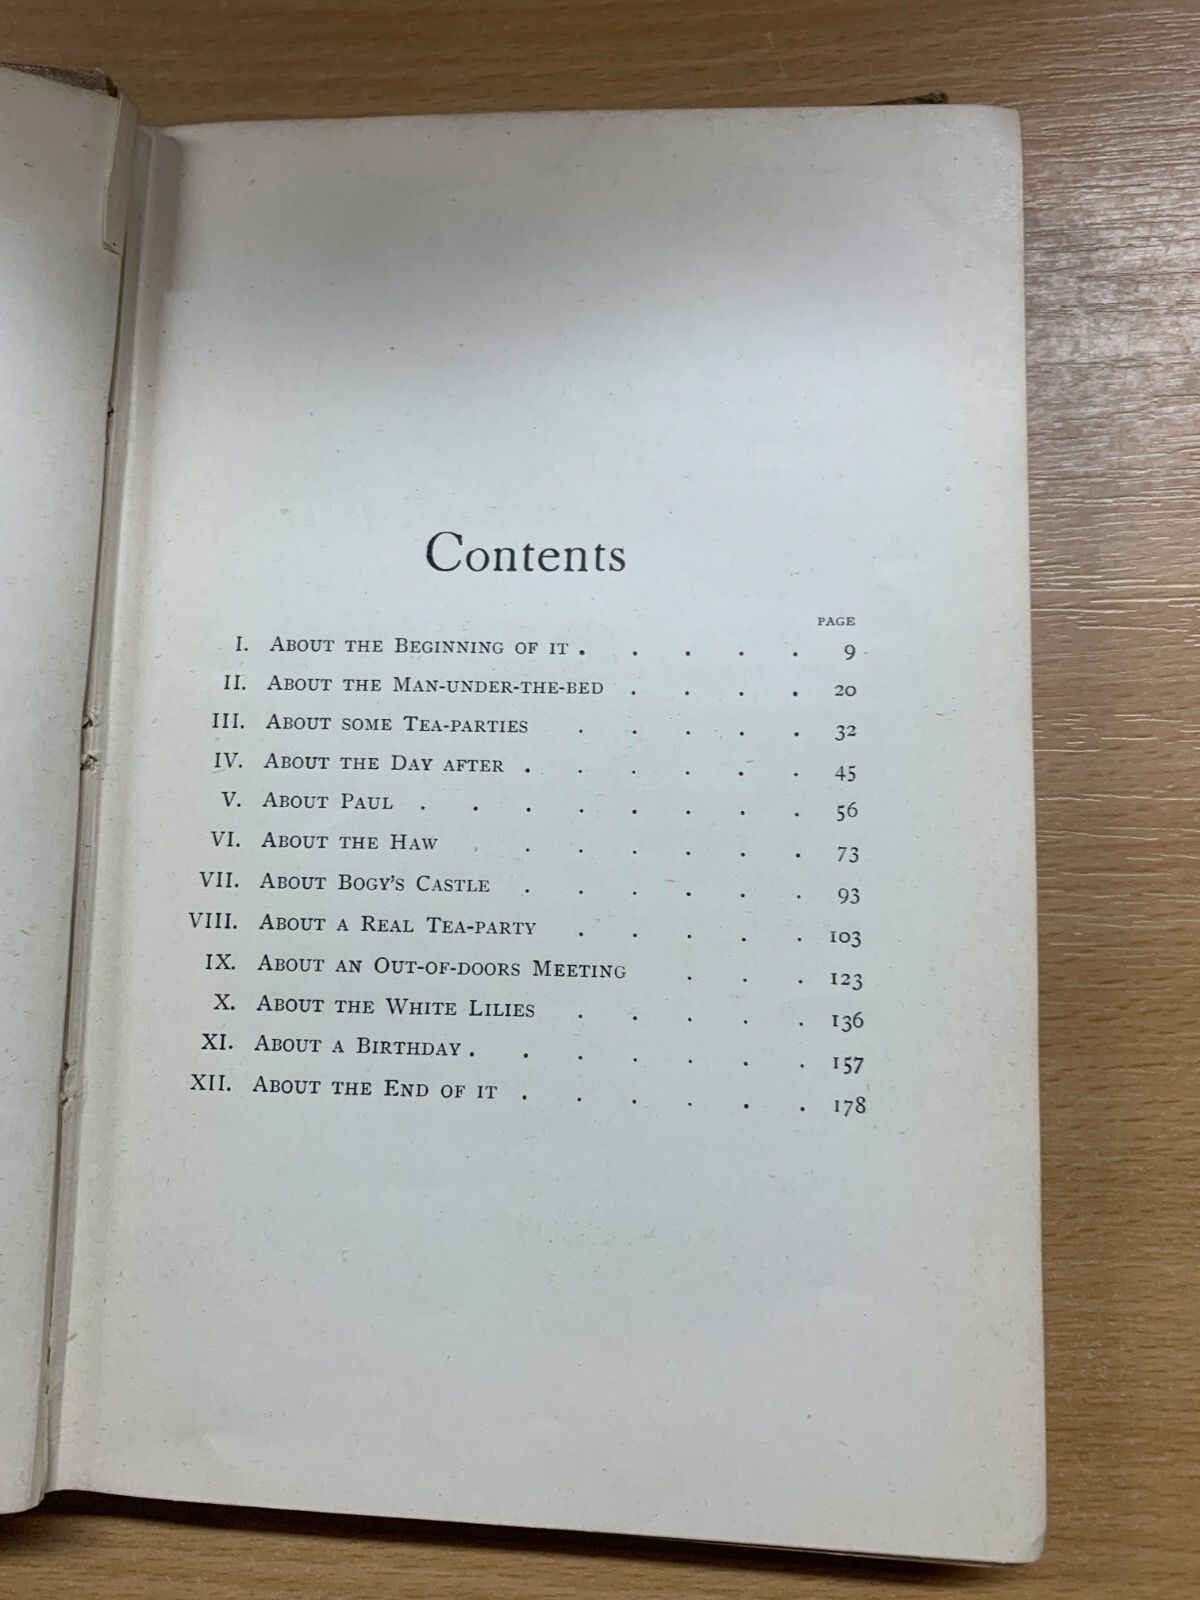 Contents
PAGE
I. About the Beginning of it . . . . . 9
II. About the Man-under-the-bed . . . . 20
III. About some Tea-parties . . . . . 32
IV. About the Day after . . . . . . 45
V. About Paul . . . . . . . . 56
VI. About the Haw . . . . . . . 73
VII. About Bogy's Castle . . . . . . 93
VIII. About a Real Tea-party . . . . . 103
IX. About an Out-of-doors Meeting . . . 123
X. About the White Lilies . . . . . 136
XI. About a Birthday . . . . . . . 157
XII. About the End of it . . . . . . 178